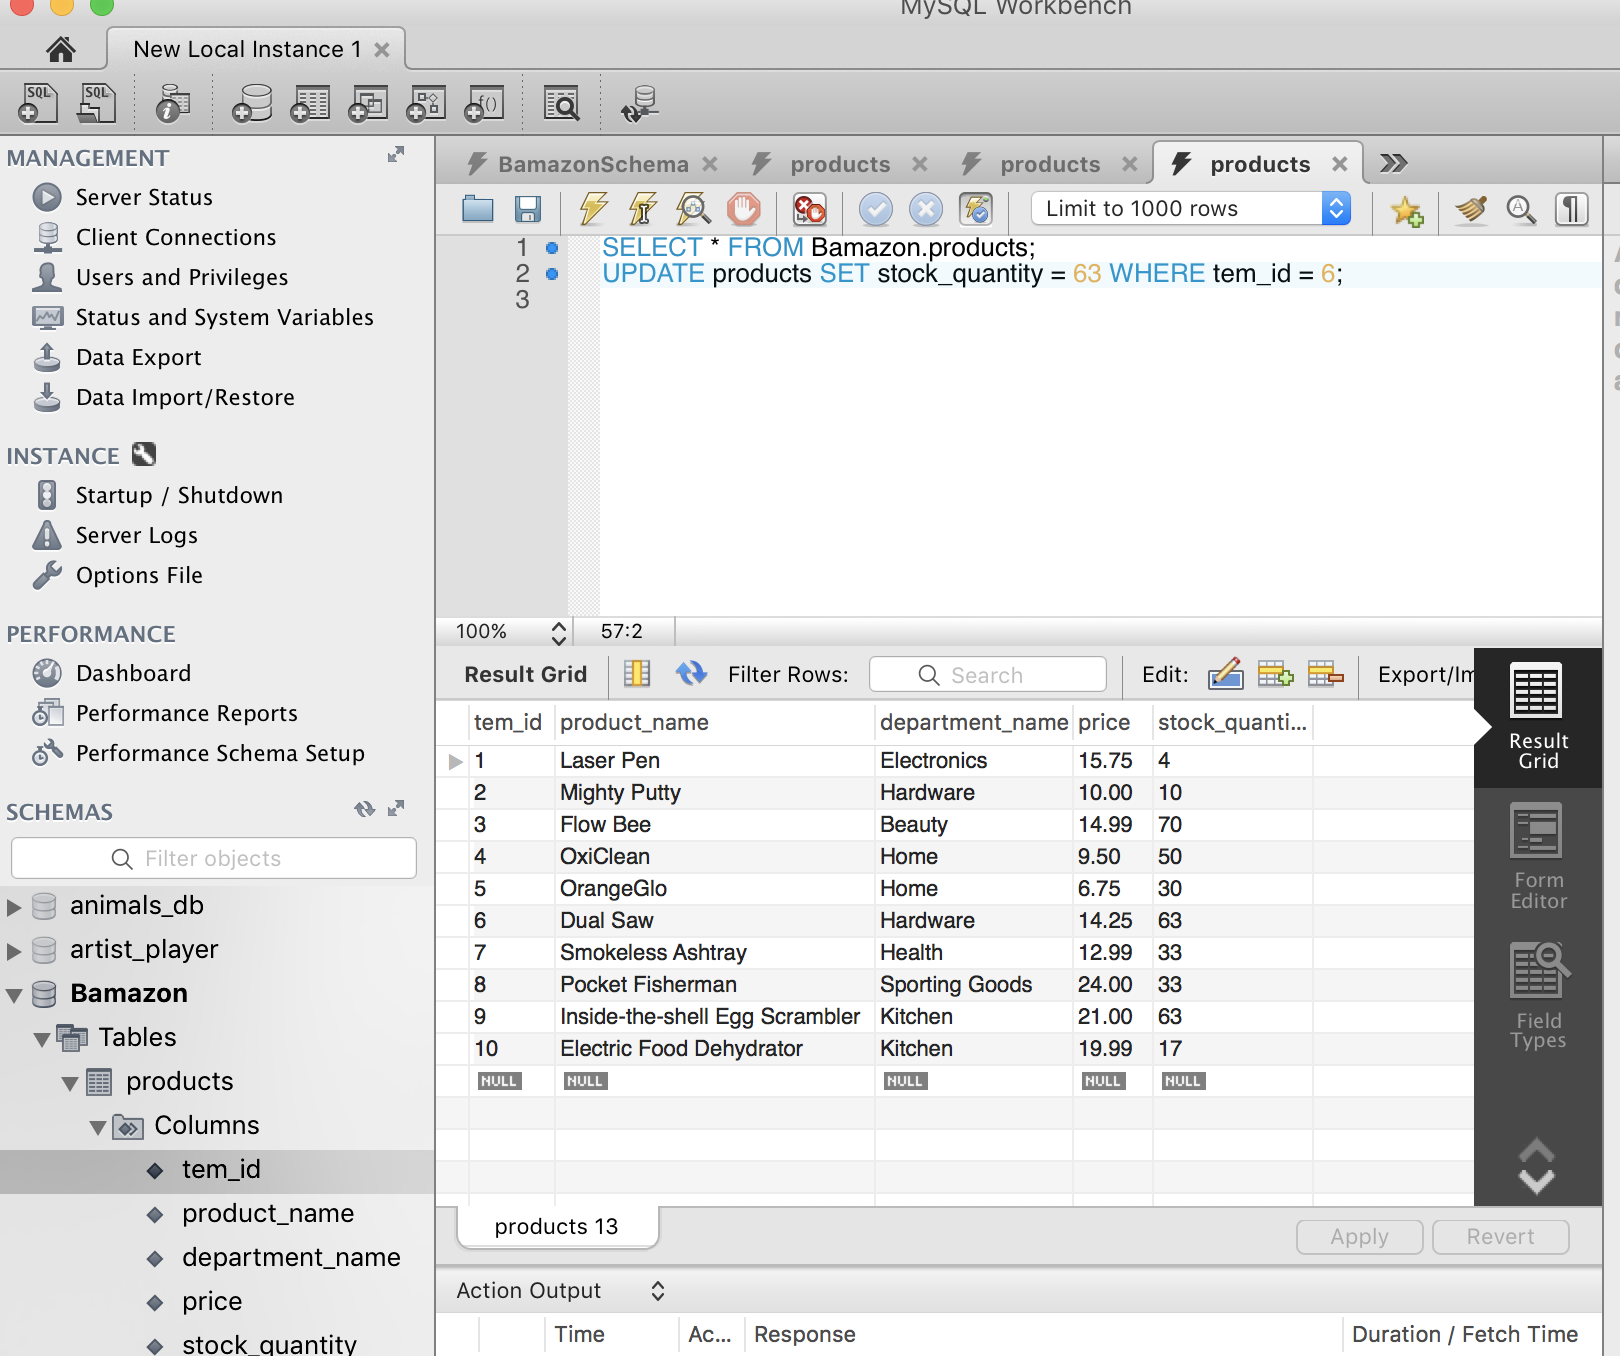 MySQL Workbench
New Local Instance 1
SQL SQL i f()
MANAGEMENT
Server Status
Client Connections
Users and Privileges
Status and System Variables
Data Export
Data Import/Restore
INSTANCE
Startup / Shutdown
Server Logs
Options File
PERFORMANCE
Dashboard
Performance Reports
Performance Schema Setup
SCHEMAS
Filter objects
animals_db
artist_player
Bamazon
Tables
products
Columns
tem_id
product_name
department_name
price
stock_quantity
BamazonSchema products products products
Limit to 1000 rows
1 SELECT * FROM Bamazon.products;
2 UPDATE products SET stock_quantity = 63 WHERE tem_id = 6;
3
100% 57:2
Result Grid Filter Rows: Search Edit: Export/Im
tem_id product_name department_name price stock_quanti...
1 Laser Pen Electronics 15.75 4
2 Mighty Putty Hardware 10.00 10
3 Flow Bee Beauty 14.99 70
4 OxiClean Home 9.50 50
5 OrangeGlo Home 6.75 30
6 Dual Saw Hardware 14.25 63
7 Smokeless Ashtray Health 12.99 33
8 Pocket Fisherman Sporting Goods 24.00 33
9 Inside-the-shell Egg Scrambler Kitchen 21.00 63
10 Electric Food Dehydrator Kitchen 19.99 17
NULL NULL NULL NULL NULL
Result
Grid
Form
Editor
Field
Types
products 13
Apply Revert
Action Output
Time Ac... Response Duration / Fetch Time